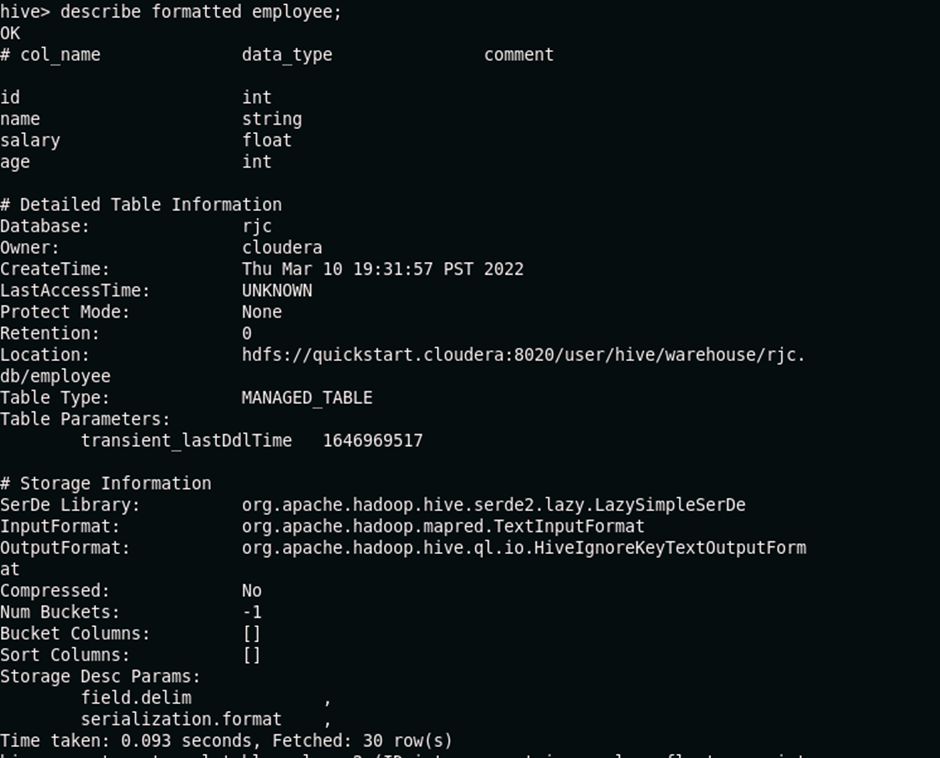 hive> describe formatted employee;
OK
# col_name data_type comment
id int
name string
salary float
age int
# Detailed Table Information
Database: rjc
Owner: cloudera
CreateTime: Thu Mar 10 19:31:57 PST 2022
LastAccessTime: UNKNOWN
Protect Mode: None
Retention: 0
Location: hdfs://quickstart.cloudera:8020/user/hive/warehouse/rjc.
db/employee
Table Type: MANAGED_TABLE
Table Parameters:
transient_lastDdlTime 1646969517
# Storage Information
SerDe Library: org.apache.hadoop.hive.serde2.lazy.LazySimpleSerDe
InputFormat: org.apache.hadoop.mapred.TextInputFormat
OutputFormat: org.apache.hadoop.hive.ql.io.HiveIgnoreKeyTextOutputForm
at
Compressed: No
Num Buckets: -1
Bucket Columns: []
Sort Columns: []
Storage Desc Params:
field.delim ,
serialization.format ,
Time taken: 0.093 seconds, Fetched: 30 row(s)